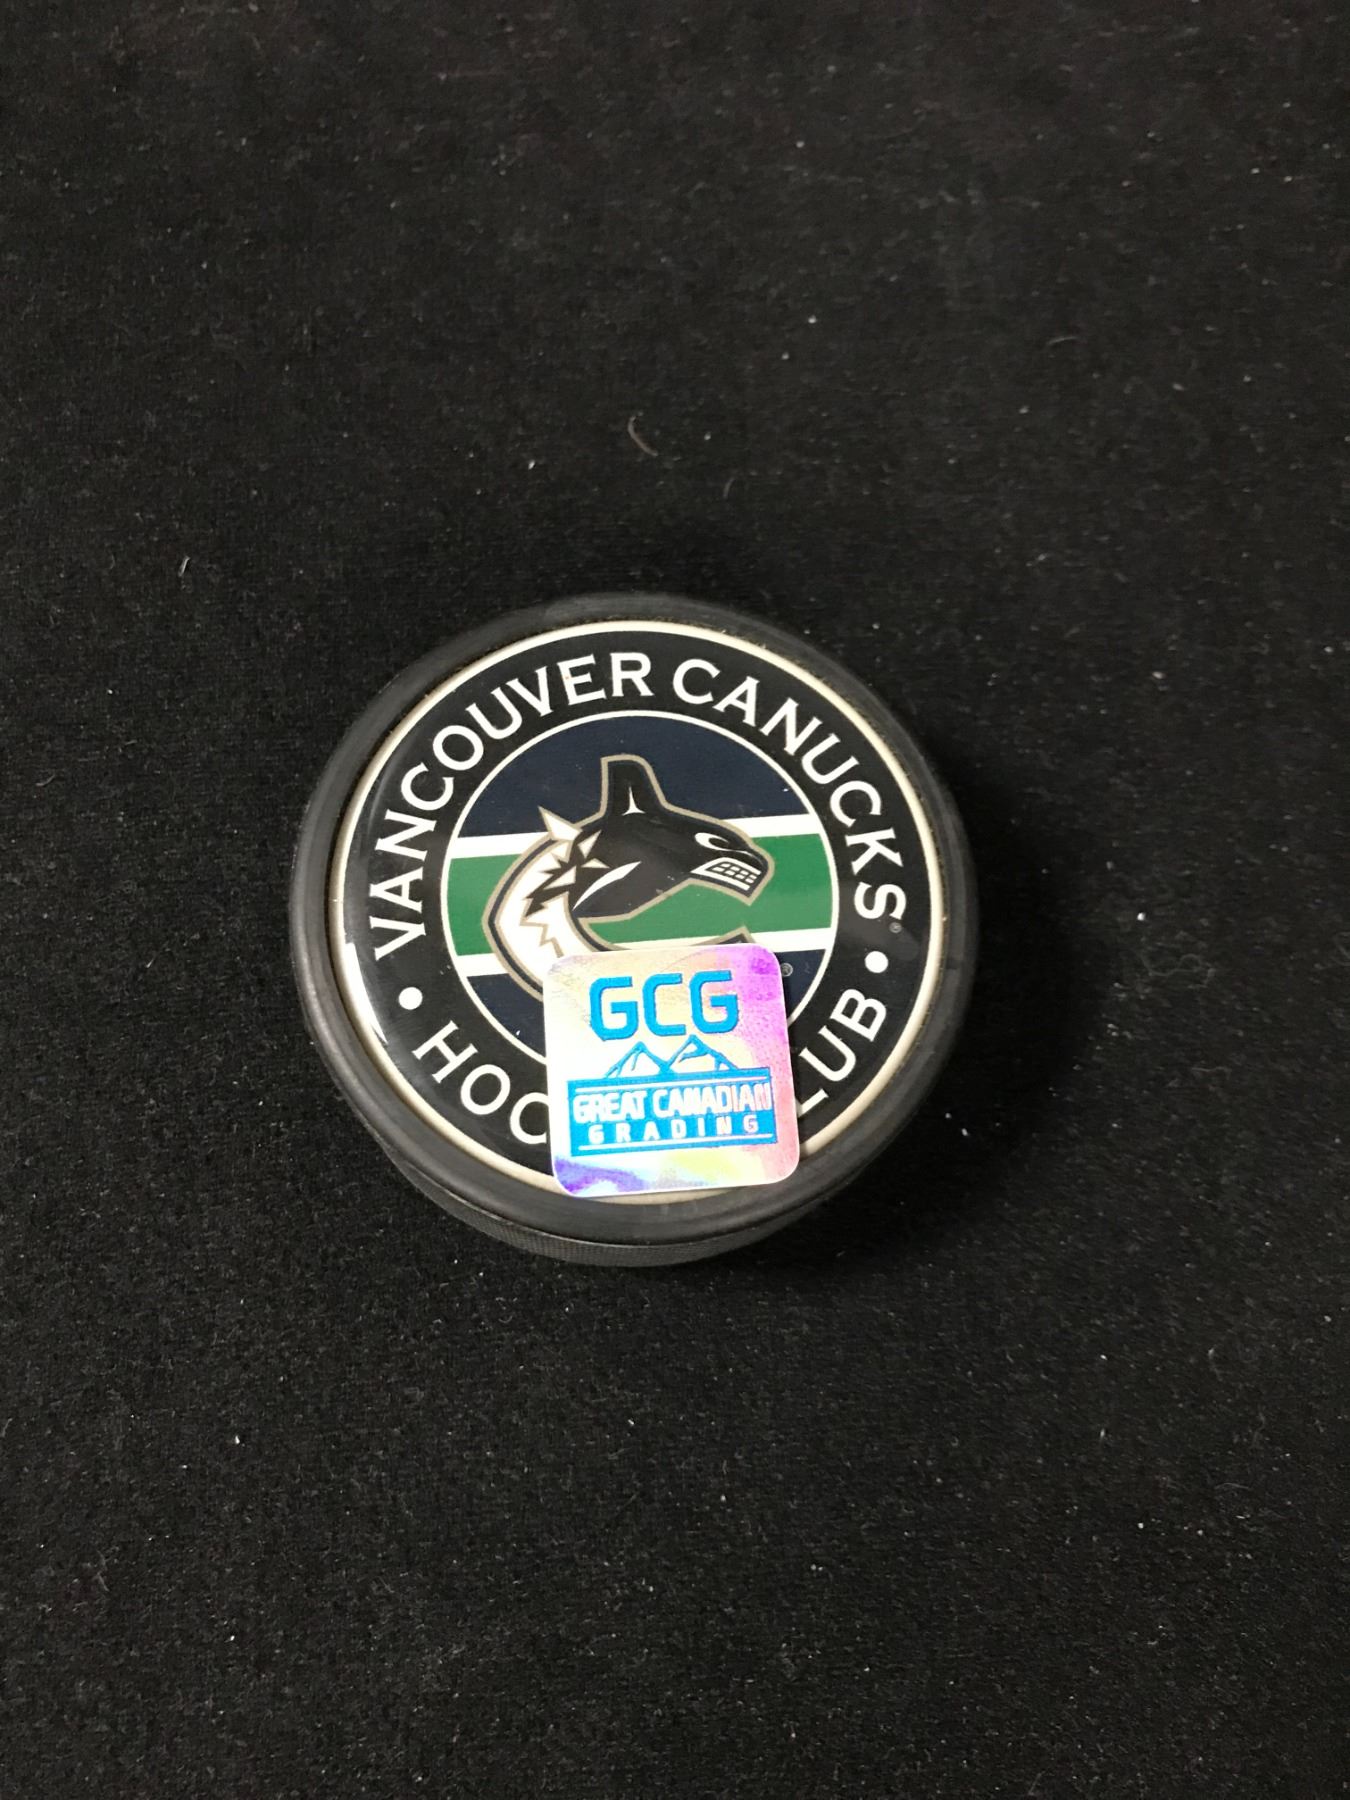 VANCOUVER CANUCKS®
• HOC LUB •
®
GCG
GREAT CANADIAN
GRADING